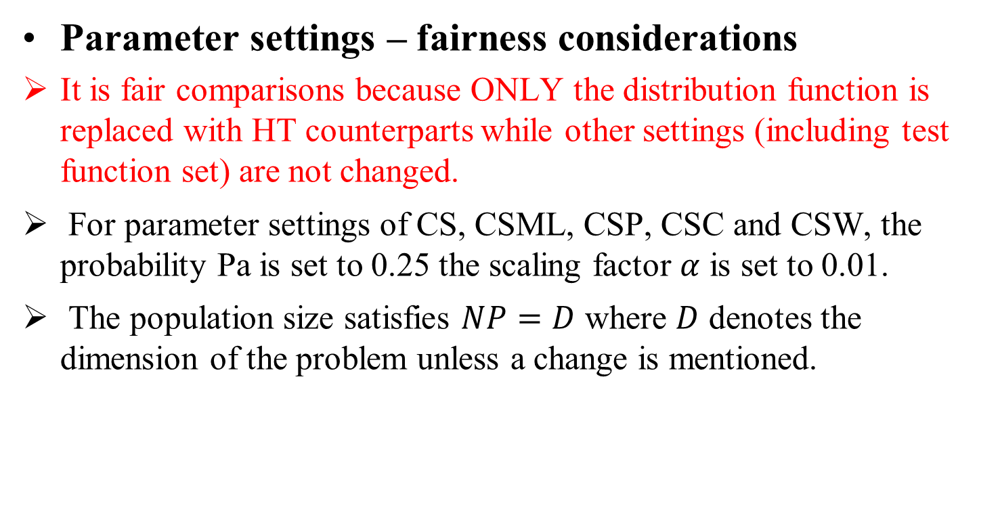 • Parameter settings – fairness considerations
➢ It is fair comparisons because ONLY the distribution function is
replaced with HT counterparts while other settings (including test
function set) are not changed.
➢ For parameter settings of CS, CSML, CSP, CSC and CSW, the
probability Pa is set to 0.25 the scaling factor α is set to 0.01.
➢ The population size satisfies NP = D where D denotes the
dimension of the problem unless a change is mentioned.